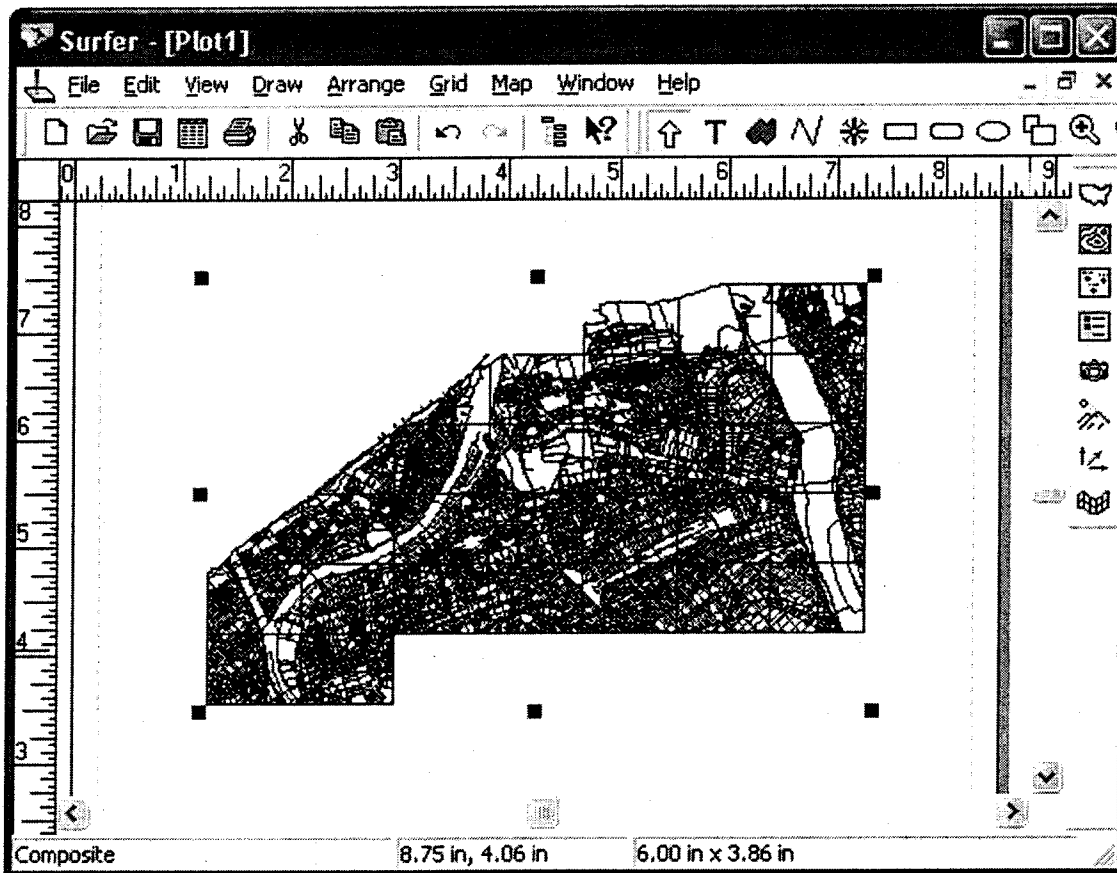 Surfer - [Plot1]
File Edit View Draw Arrange Grid Map Window Help
T
0 1 2 3 4 5 6 7 8 9
8
7
6
5
4
3
Composite 8.75 in, 4.06 in 6.00 in x 3.86 in